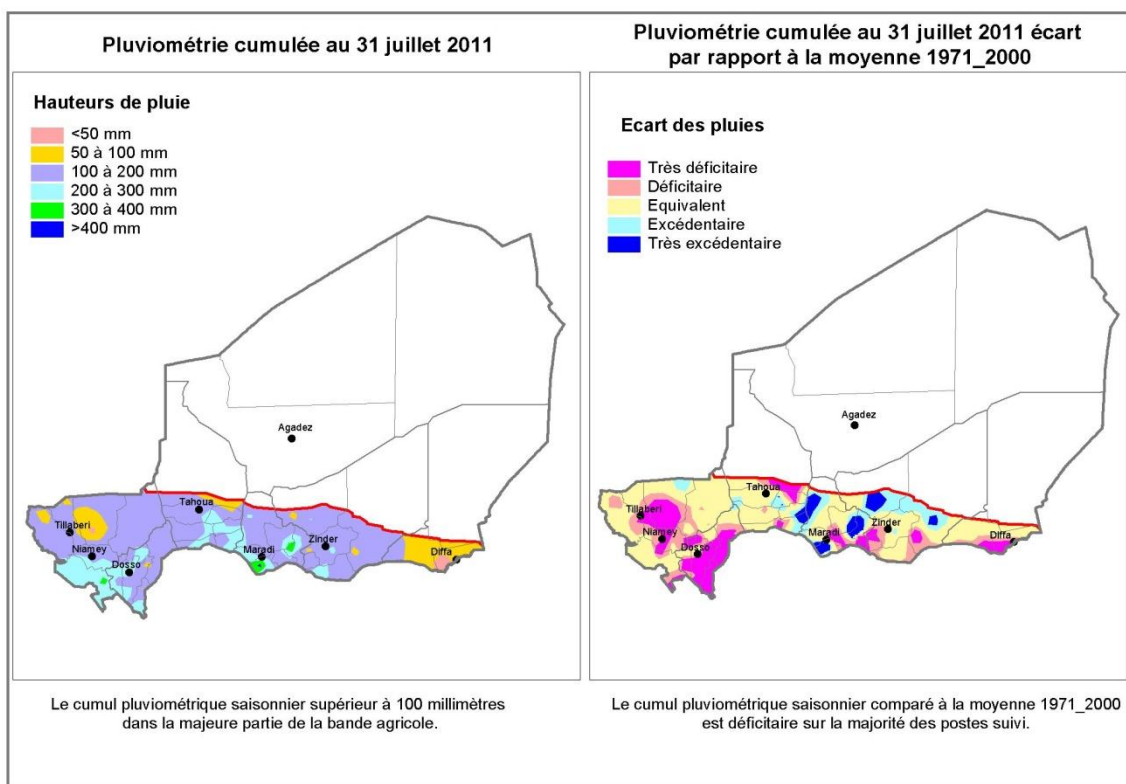 Pluviométrie cumulée au 31 juillet 2011
Hauteurs de pluie
<50 mm
50 à 100 mm
100 à 200 mm
200 à 300 mm
300 à 400 mm
>400 mm
Agadez
Tahoua
Tillaberi
Niamey
Dosso
Maradi
Zinder
Diffa
Le cumul pluviométrique saisonnier supérieur à 100 millimètres
dans la majeure partie de la bande agricole.
Pluviométrie cumulée au 31 juillet 2011 écart
par rapport à la moyenne 1971_2000
Ecart des pluies
Très déficitaire
Déficitaire
Equivalent
Excédentaire
Très excédentaire
Agadez
Tahoua
Tillaberi
Niamey
Dosso
Maradi
Zinder
Diffa
Le cumul pluviométrique saisonnier comparé à la moyenne 1971_2000
est déficitaire sur la majorité des postes suivi.